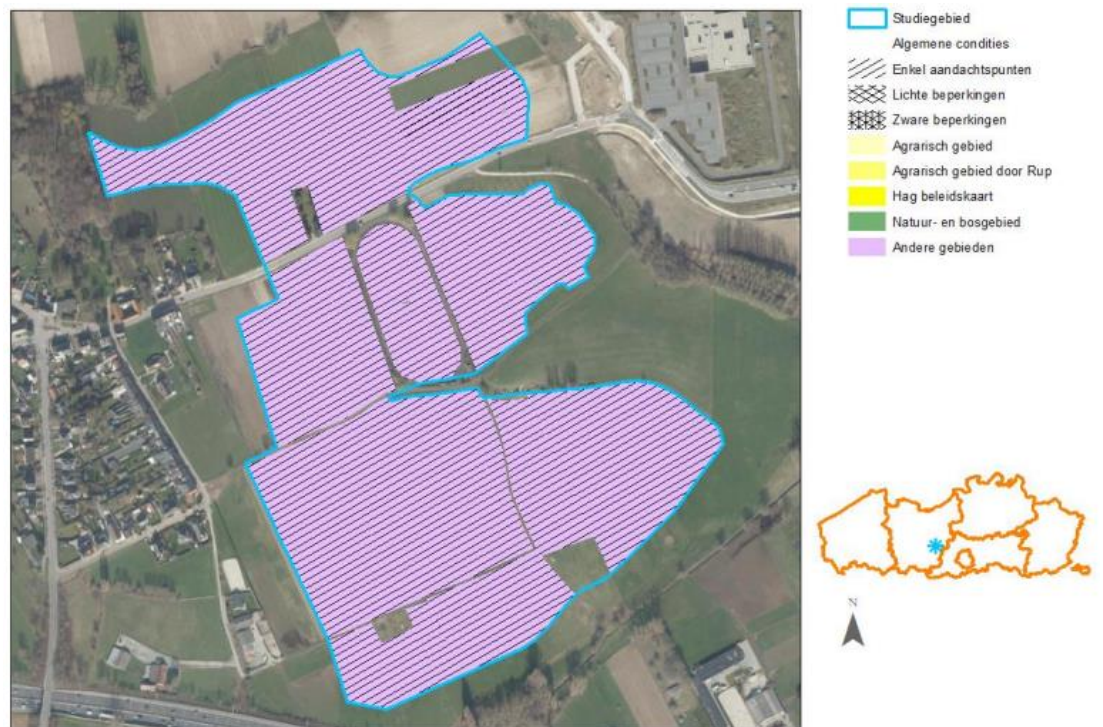 Studiegebied
Algemene condities
Enkel aandachtspunten
Lichte beperkingen
Zware beperkingen
Agrarisch gebied
Agrarisch gebied door Rup
Hag beleidskaart
Natuur- en bosgebied
Andere gebieden
N